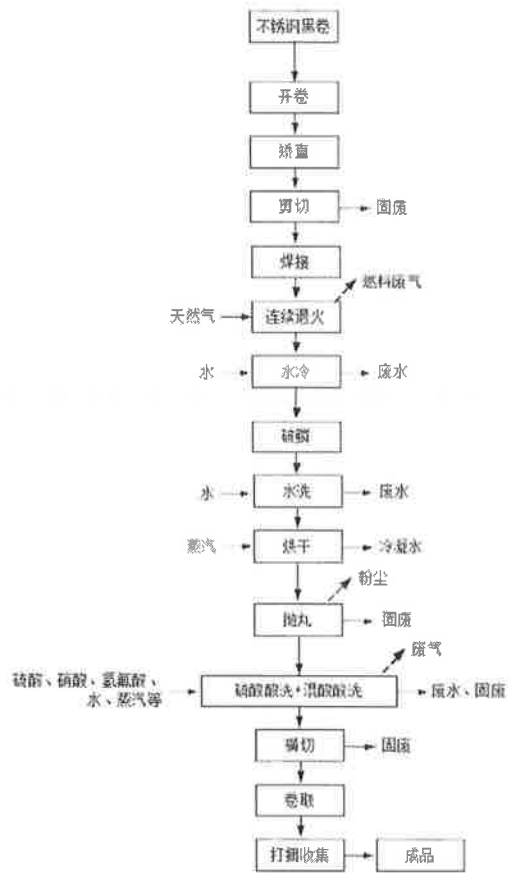 不锈钢黑卷
开卷
矫直
剪切
固废
焊接
燃料废气
天然气
连续退火
水
水冷
废水
破鳞
水
水洗
废水
蒸汽
烘干
冷凝水
粉尘
抛丸
固废
废气
硫酸、硝酸、氢氟酸、
水、蒸汽等
硫酸酸洗+混酸酸洗
废水、固废
横切
固废
卷取
打捆收集
成品